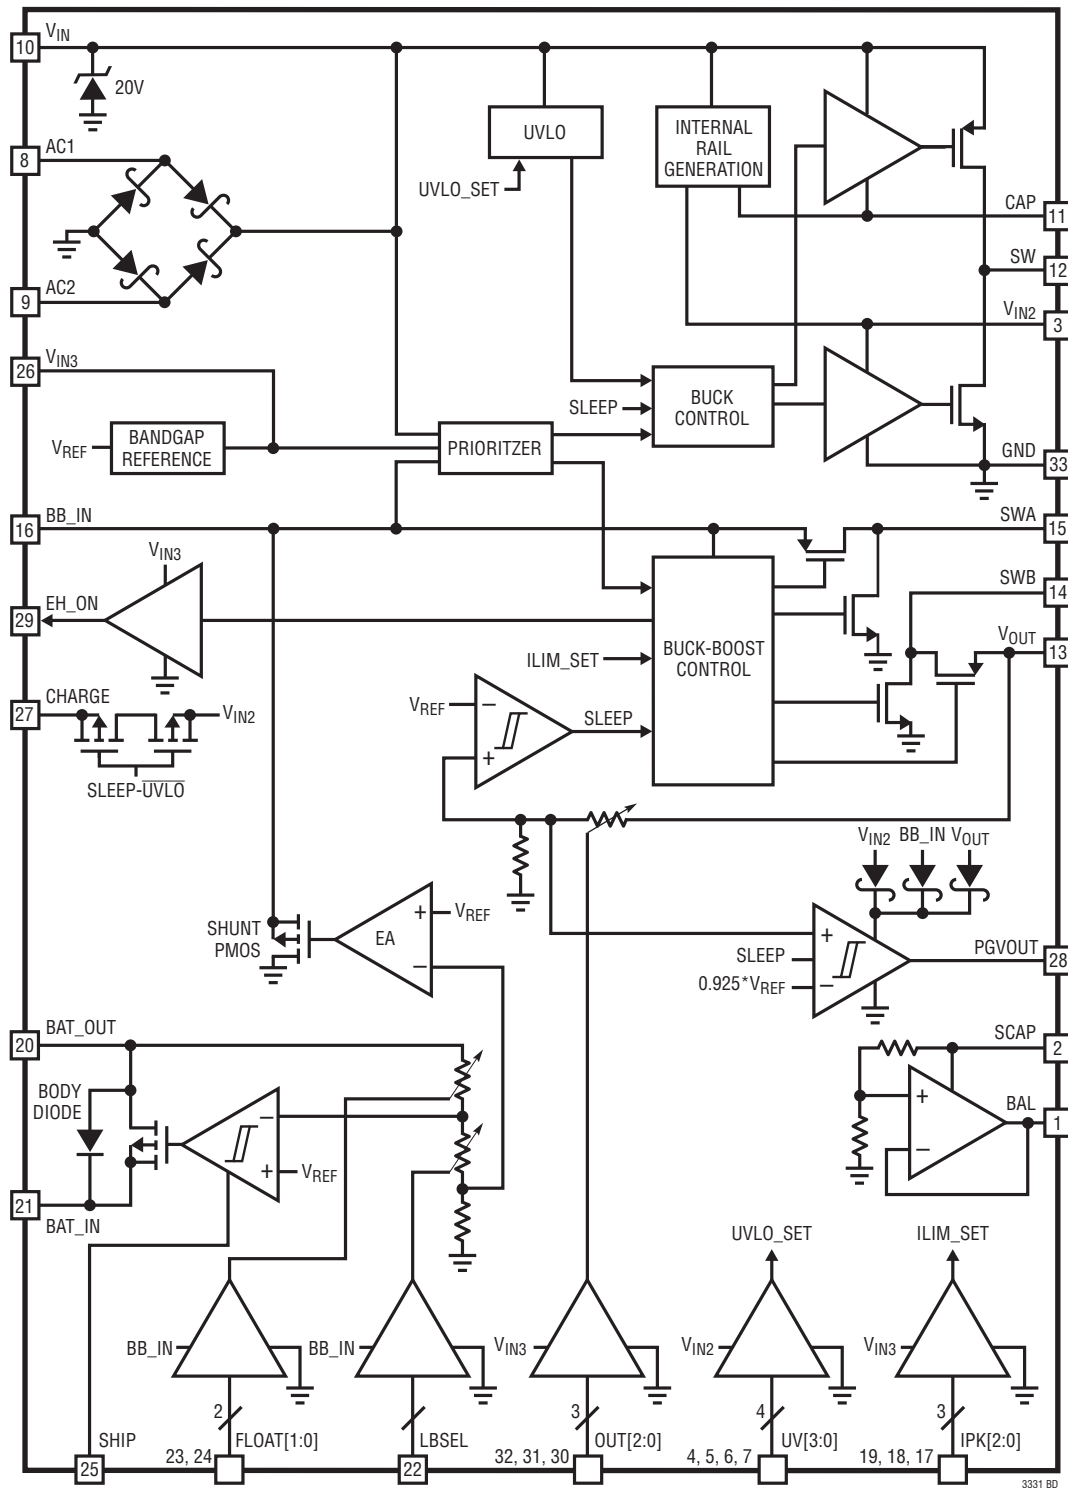 10
VIN
20V
8
AC1
9
AC2
UVLO
UVLO_SET
INTERNAL
RAIL
GENERATION
CAP
11
SW
12
VIN2
3
26
VIN3
VREF
BANDGAP
REFERENCE
PRIORITZER
SLEEP
BUCK
CONTROL
GND
33
16
BB_IN
SWA
15
VIN3
29
EH_ON
SWB
14
VOUT
13
BUCK-BOOST
CONTROL
ILIM_SET
27
CHARGE
VIN2
SLEEP-UVLO
VREF
–
+
SLEEP
VIN2
BB_IN
VOUT
SHUNT
PMOS
EA
+
–
VREF
SLEEP
0.925*VREF
+
–
PGVOUT
28
20
BAT_OUT
BODY
DIODE
–
+
VREF
21
BAT_IN
SCAP
2
+
–
BAL
1
UVLO_SET
ILIM_SET
BB_IN
BB_IN
VIN3
VIN2
VIN3
2
3
4
3
SHIP
25
23, 24
FLOAT[1:0]
22
LBSEL
32, 31, 30
OUT[2:0]
4, 5, 6, 7
UV[3:0]
19, 18, 17
IPK[2:0]
3331 BD